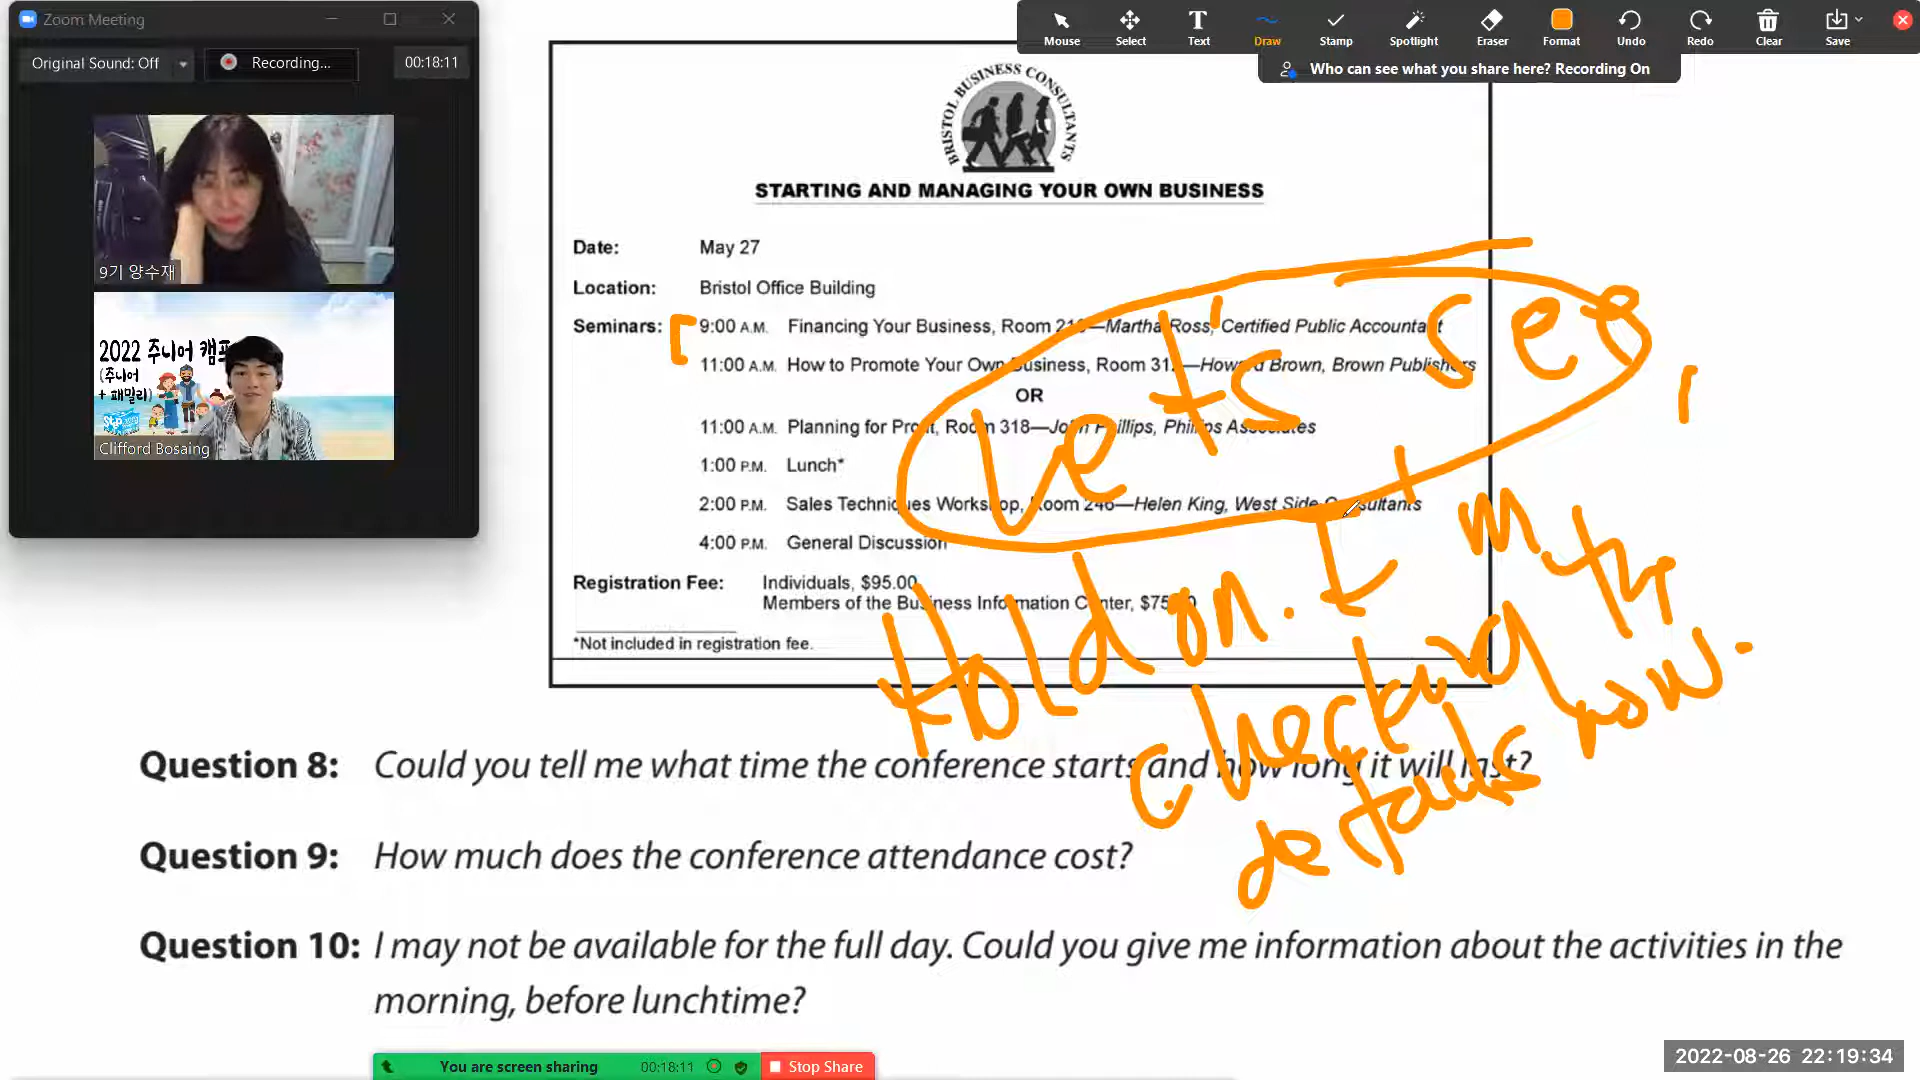 Zoom Meeting
Original Sound: Off
Recording...
00:18:11
9기 양수재
2022 주니어 캠프
(주니어
+ 패밀리)
Clifford Bosaing
Mouse
Select
Text
Draw
Stamp
Spotlight
Eraser
Format
Undo
Redo
Clear
Save
Who can see what you share here? Recording On
BRISTOL BUSINESS CONSULTANTS
STARTING AND MANAGING YOUR OWN BUSINESS
Date: May 27
Location: Bristol Office Building
Seminars: 9:00 A.M. Financing Your Business, Room —Martha Ross, Certified Public Accountant
11:00 A.M. How to Promote Your Own Business, Room —Howard Brown, Brown Publishers
OR
11:00 A.M. Planning for Profit, Room 318—John Phillips, Phillips Associates
1:00 P.M. Lunch*
2:00 P.M. Sales Techniques Workshop, Room 246—Helen King, West Side Consultants
4:00 P.M. General Discussion
Registration Fee: Individuals, $95.00
Members of the Business Information Center, $75.00
*Not included in registration fee.
Let's see,
Hold on. I'm
checking the
details now.
Question 8: Could you tell me what time the conference starts and how long it will last?
Question 9: How much does the conference attendance cost?
Question 10: I may not be available for the full day. Could you give me information about the activities in the
morning, before lunchtime?
You are screen sharing
00:18:11
Stop Share
2022-08-26 22:19:34